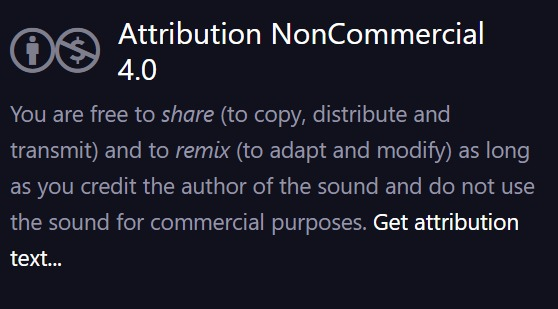 Attribution NonCommercial
4.0
You are free to share (to copy, distribute and
transmit) and to remix (to adapt and modify) as long
as you credit the author of the sound and do not use
the sound for commercial purposes. Get attribution
text...